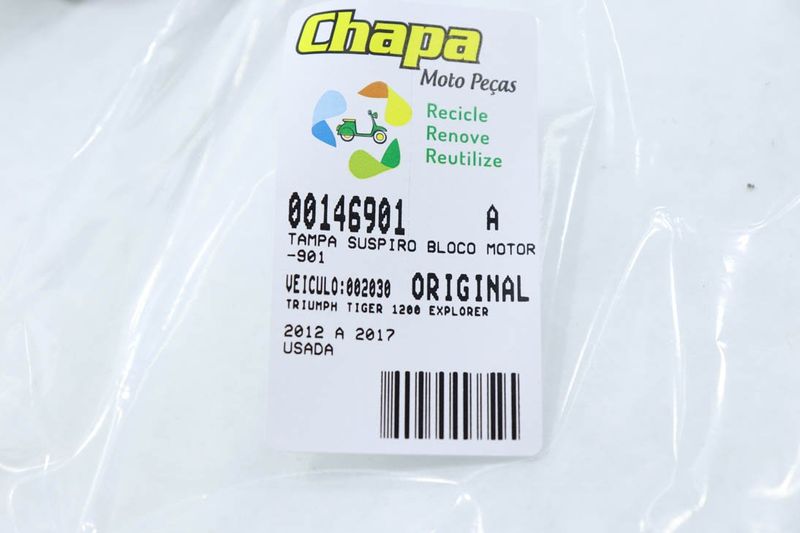 Chapa
Moto Peças
Recicle
Renove
Reutilize
00146901 A
TAMPA SUSPIRO BLOCO MOTOR
-901
VEICULO:002030 ORIGINAL
TRIUMPH TIGER 1200 EXPLORER
2012 A 2017
USADA